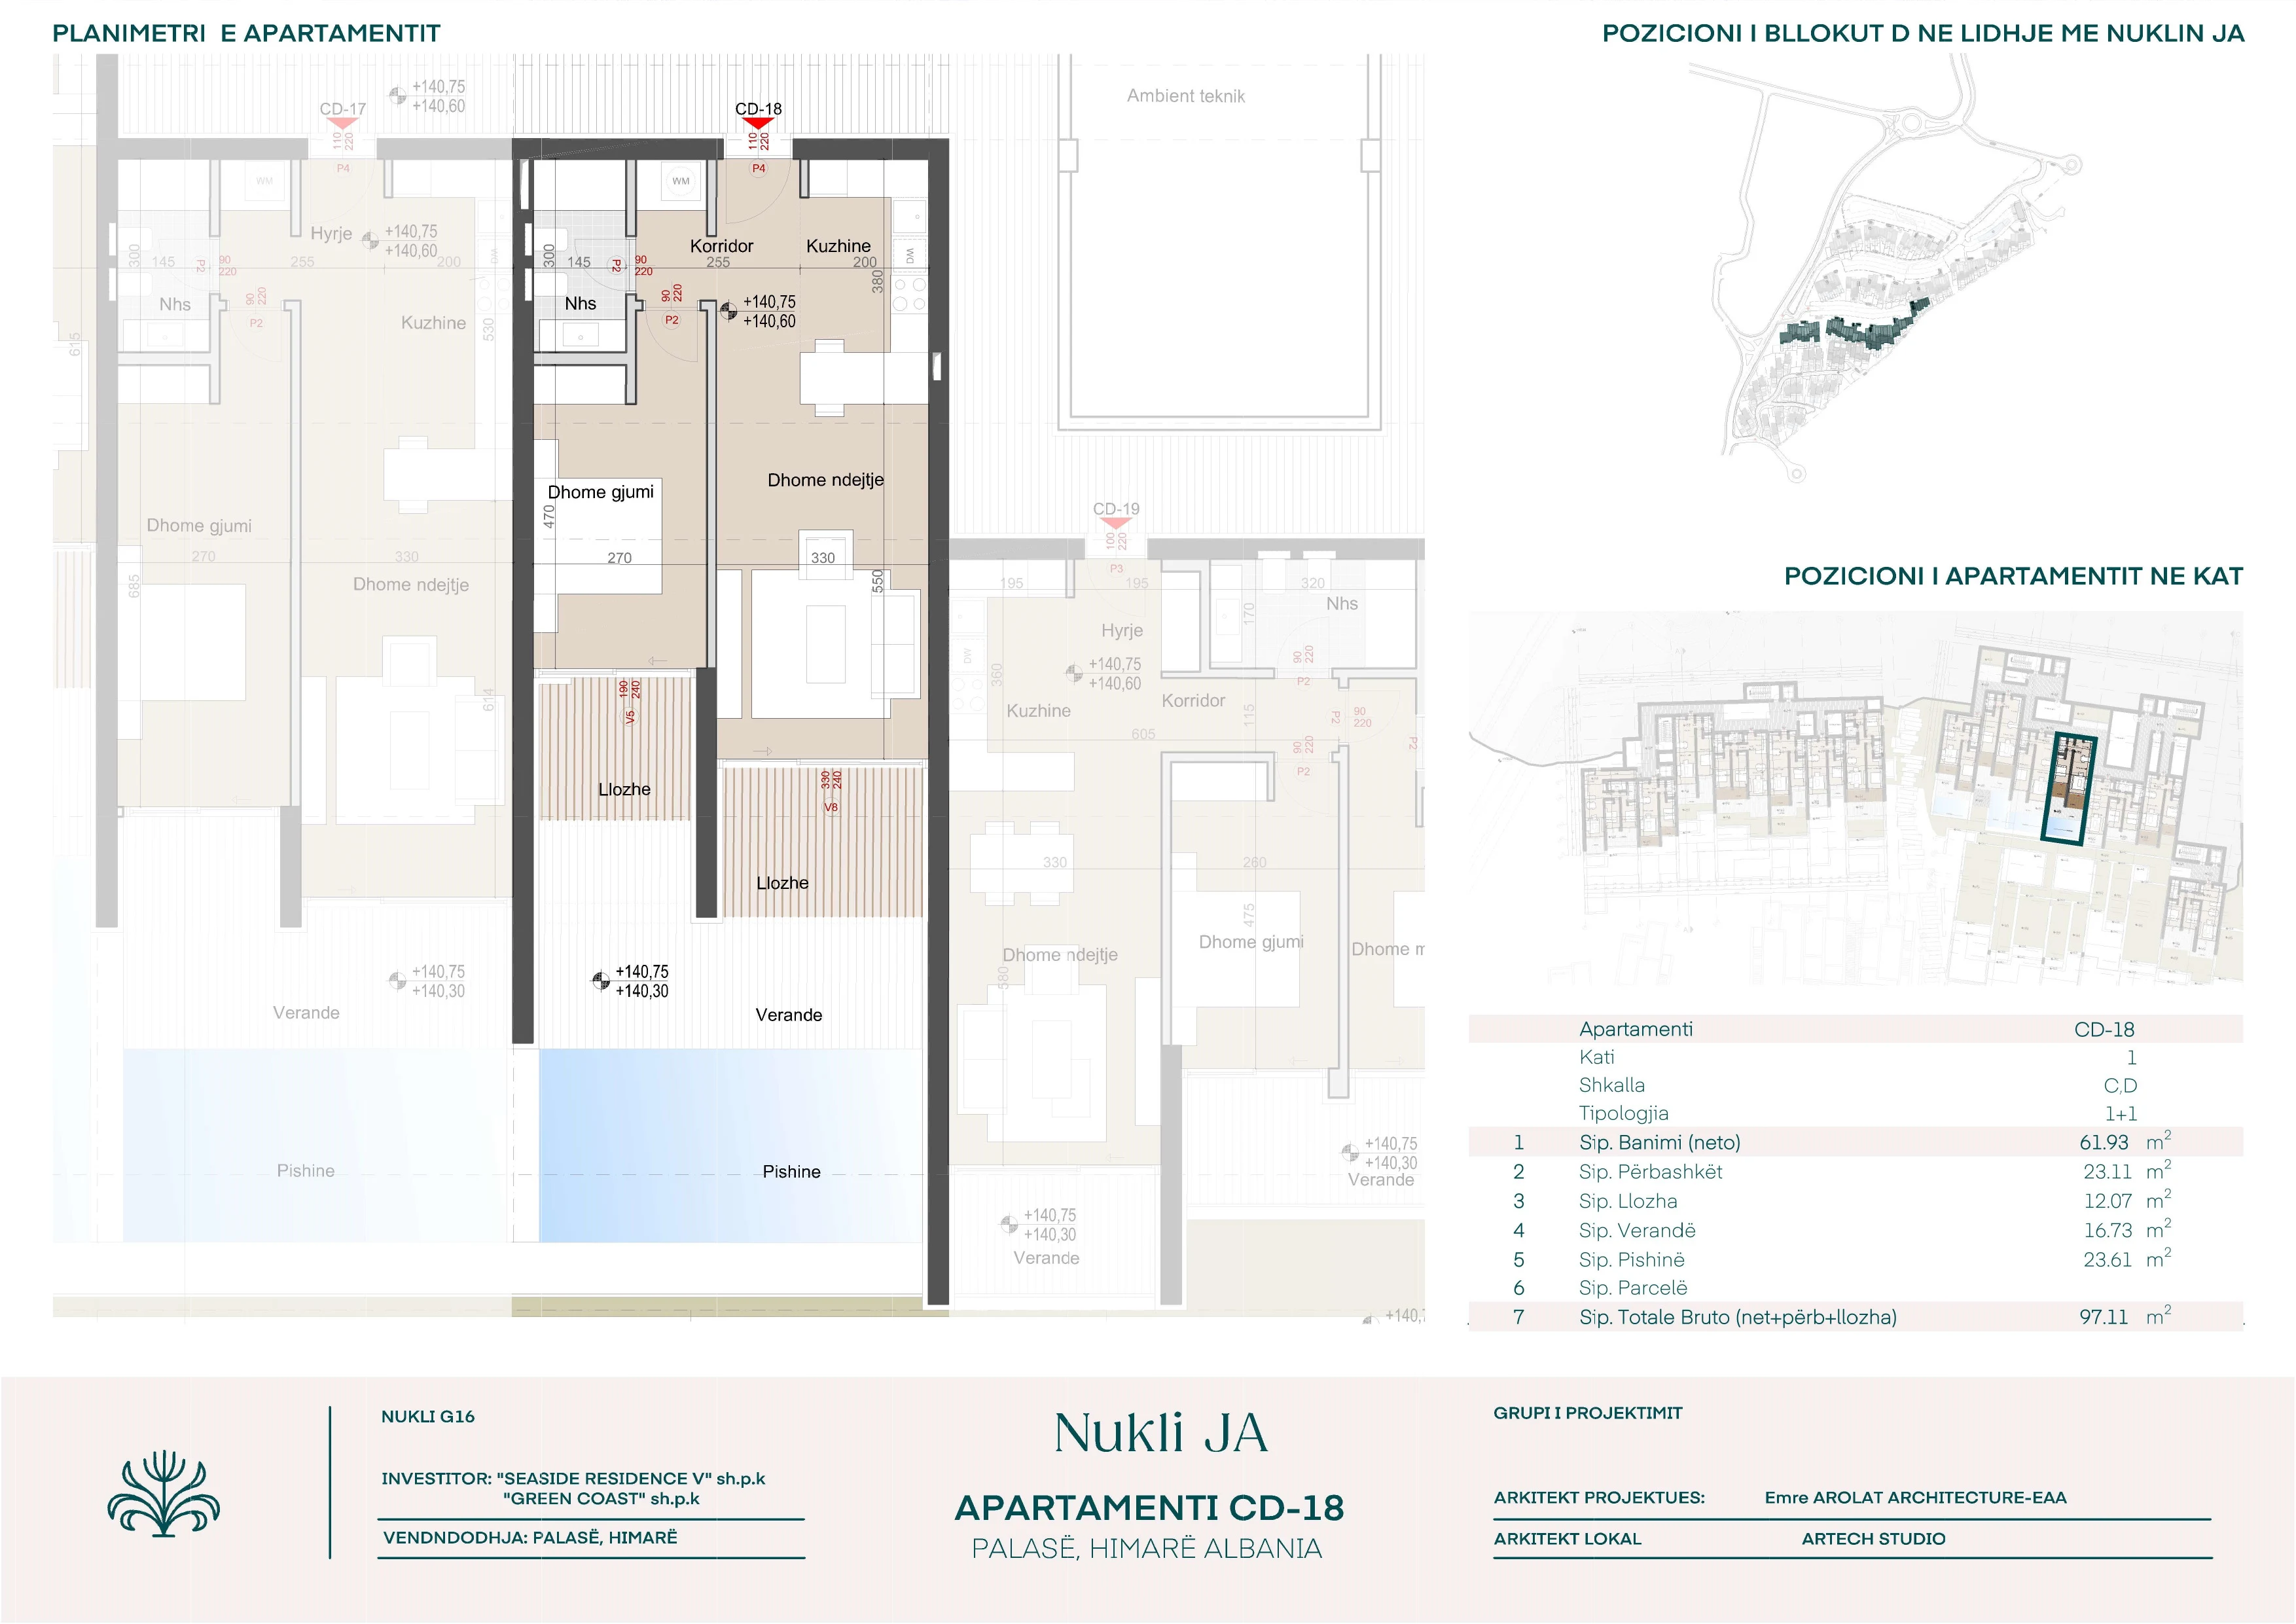 PLANIMETRI E APARTAMENTIT
POZICIONI I BLLOKUT D NE LIDHJE ME NUKLIN JA
CD-17
+140,75
+140,60
110
220
P4
WM
Hyrje
+140,75
+140,60
300
145
P2
90
220
255
200
DW
Nhs
90
220
P2
Kuzhine
530
615
Dhome gjumi
270
330
685
Dhome ndejtje
614
+140,75
+140,30
Verande
Pishine
CD-18
110
220
P4
WM
Korridor
Kuzhine
300
145
P2
90
220
255
200
DW
380
Nhs
90
220
P2
+140,75
+140,60
Dhome gjumi
Dhome ndejtje
470
270
330
550
190
240
V5
Llozhe
330
240
V8
Llozhe
+140,75
+140,30
Verande
Pishine
Ambient teknik
CD-19
100
220
P3
195
195
320
170
Nhs
Hyrje
DW
360
+140,75
+140,60
90
220
P2
Kuzhine
Korridor
115
P2
90
220
P2
605
90
220
P2
330
260
475
Dhome gjumi
Dhome ndejtje
Dhome m
580
+140,75
+140,30
Verande
+140,75
+140,30
Verande
+140,7
POZICIONI I APARTAMENTIT NE KAT
Apartamenti CD-18
Kati 1
Shkalla C,D
Tipologjia 1+1
1 Sip. Banimi (neto) 61.93 m²
2 Sip. Përbashkët 23.11 m²
3 Sip. Llozha 12.07 m²
4 Sip. Verandë 16.73 m²
5 Sip. Pishinë 23.61 m²
6 Sip. Parcelë
7 Sip. Totale Bruto (net+përb+llozha) 97.11 m²
NUKLI G16
INVESTITOR: "SEASIDE RESIDENCE V" sh.p.k
"GREEN COAST" sh.p.k
VENDNDODHJA: PALASË, HIMARË
Nukli JA
APARTAMENTI CD-18
PALASË, HIMARË ALBANIA
GRUPI I PROJEKTIMIT
ARKITEKT PROJEKTUES: Emre AROLAT ARCHITECTURE-EAA
ARKITEKT LOKAL ARTECH STUDIO